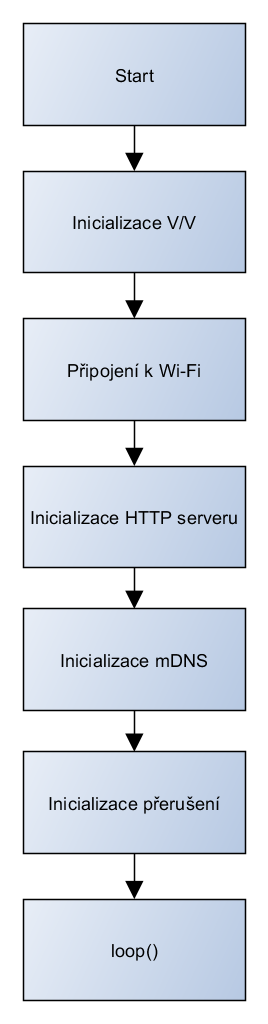 Start
Inicializace V/V
Připojení k Wi-Fi
Inicializace HTTP serveru
Inicializace mDNS
Inicializace přerušení
loop()